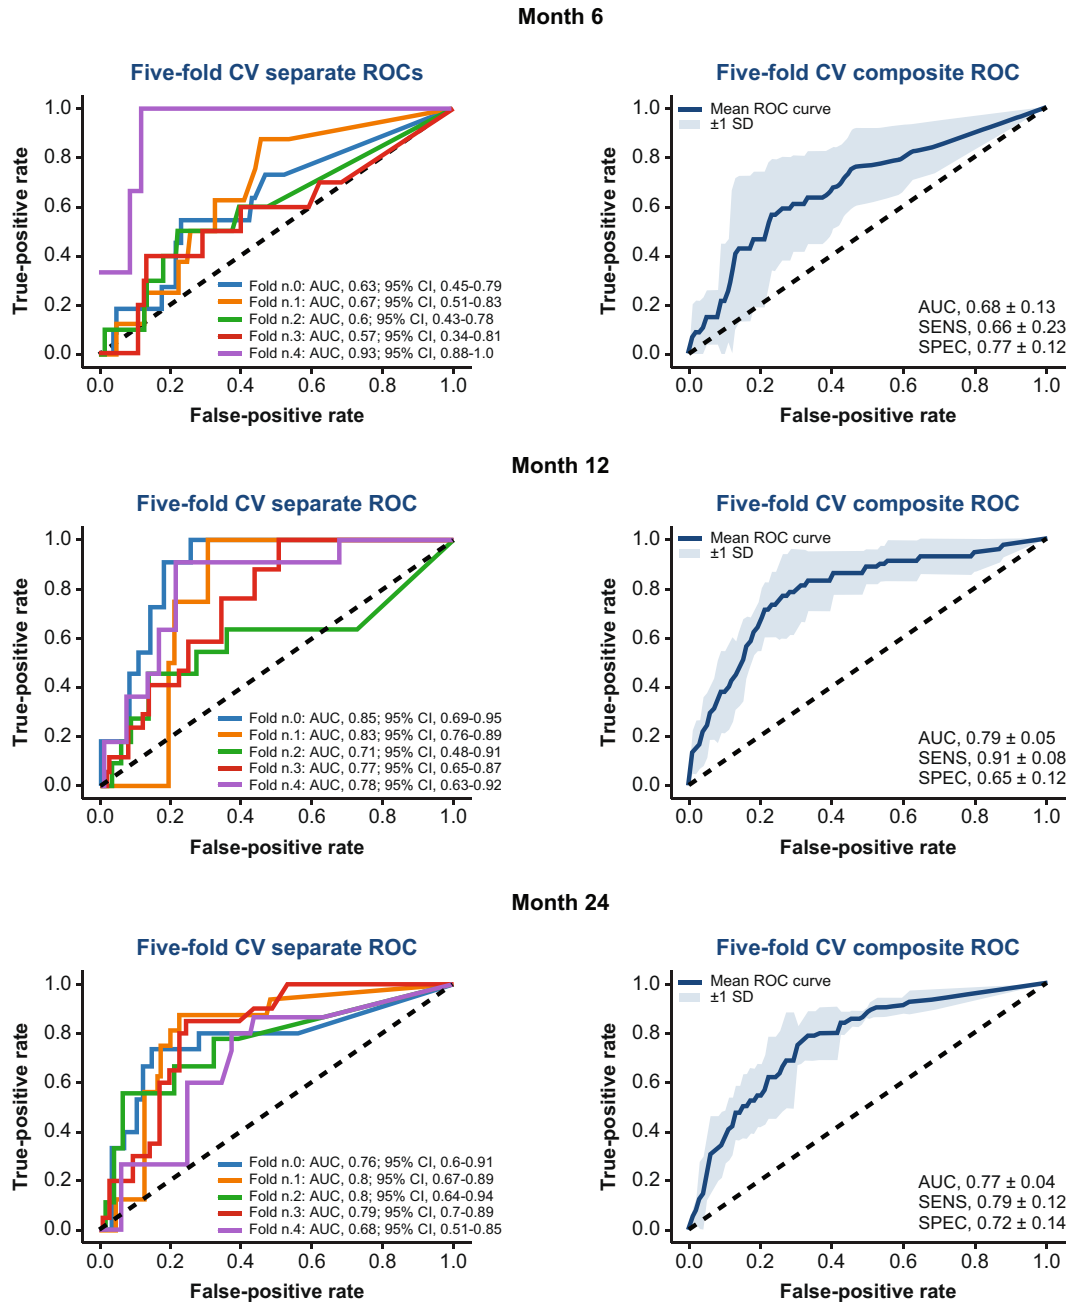 Month 6
Five-fold CV separate ROCs
True-positive rate
1.0
0.8
0.6
0.4
0.2
0.0
Fold n.0: AUC, 0.63; 95% CI, 0.45-0.79
Fold n.1: AUC, 0.67; 95% CI, 0.51-0.83
Fold n.2: AUC, 0.6; 95% CI, 0.43-0.78
Fold n.3: AUC, 0.57; 95% CI, 0.34-0.81
Fold n.4: AUC, 0.93; 95% CI, 0.88-1.0
0.0 0.2 0.4 0.6 0.8 1.0
False-positive rate
Five-fold CV composite ROC
True-positive rate
1.0
0.8
0.6
0.4
0.2
0.0
Mean ROC curve
±1 SD
AUC, 0.68 ± 0.13
SENS, 0.66 ± 0.23
SPEC, 0.77 ± 0.12
0.0 0.2 0.4 0.6 0.8 1.0
False-positive rate
Month 12
Five-fold CV separate ROC
True-positive rate
1.0
0.8
0.6
0.4
0.2
0.0
Fold n.0: AUC, 0.85; 95% CI, 0.69-0.95
Fold n.1: AUC, 0.83; 95% CI, 0.76-0.89
Fold n.2: AUC, 0.71; 95% CI, 0.48-0.91
Fold n.3: AUC, 0.77; 95% CI, 0.65-0.87
Fold n.4: AUC, 0.78; 95% CI, 0.63-0.92
0.0 0.2 0.4 0.6 0.8 1.0
False-positive rate
Five-fold CV composite ROC
True-positive rate
1.0
0.8
0.6
0.4
0.2
0.0
Mean ROC curve
±1 SD
AUC, 0.79 ± 0.05
SENS, 0.91 ± 0.08
SPEC, 0.65 ± 0.12
0.0 0.2 0.4 0.6 0.8 1.0
False-positive rate
Month 24
Five-fold CV separate ROC
True-positive rate
1.0
0.8
0.6
0.4
0.2
0.0
Fold n.0: AUC, 0.76; 95% CI, 0.6-0.91
Fold n.1: AUC, 0.8; 95% CI, 0.67-0.89
Fold n.2: AUC, 0.8; 95% CI, 0.64-0.94
Fold n.3: AUC, 0.79; 95% CI, 0.7-0.89
Fold n.4: AUC, 0.68; 95% CI, 0.51-0.85
0.0 0.2 0.4 0.6 0.8 1.0
False-positive rate
Five-fold CV composite ROC
True-positive rate
1.0
0.8
0.6
0.4
0.2
0.0
Mean ROC curve
±1 SD
AUC, 0.77 ± 0.04
SENS, 0.79 ± 0.12
SPEC, 0.72 ± 0.14
0.0 0.2 0.4 0.6 0.8 1.0
False-positive rate